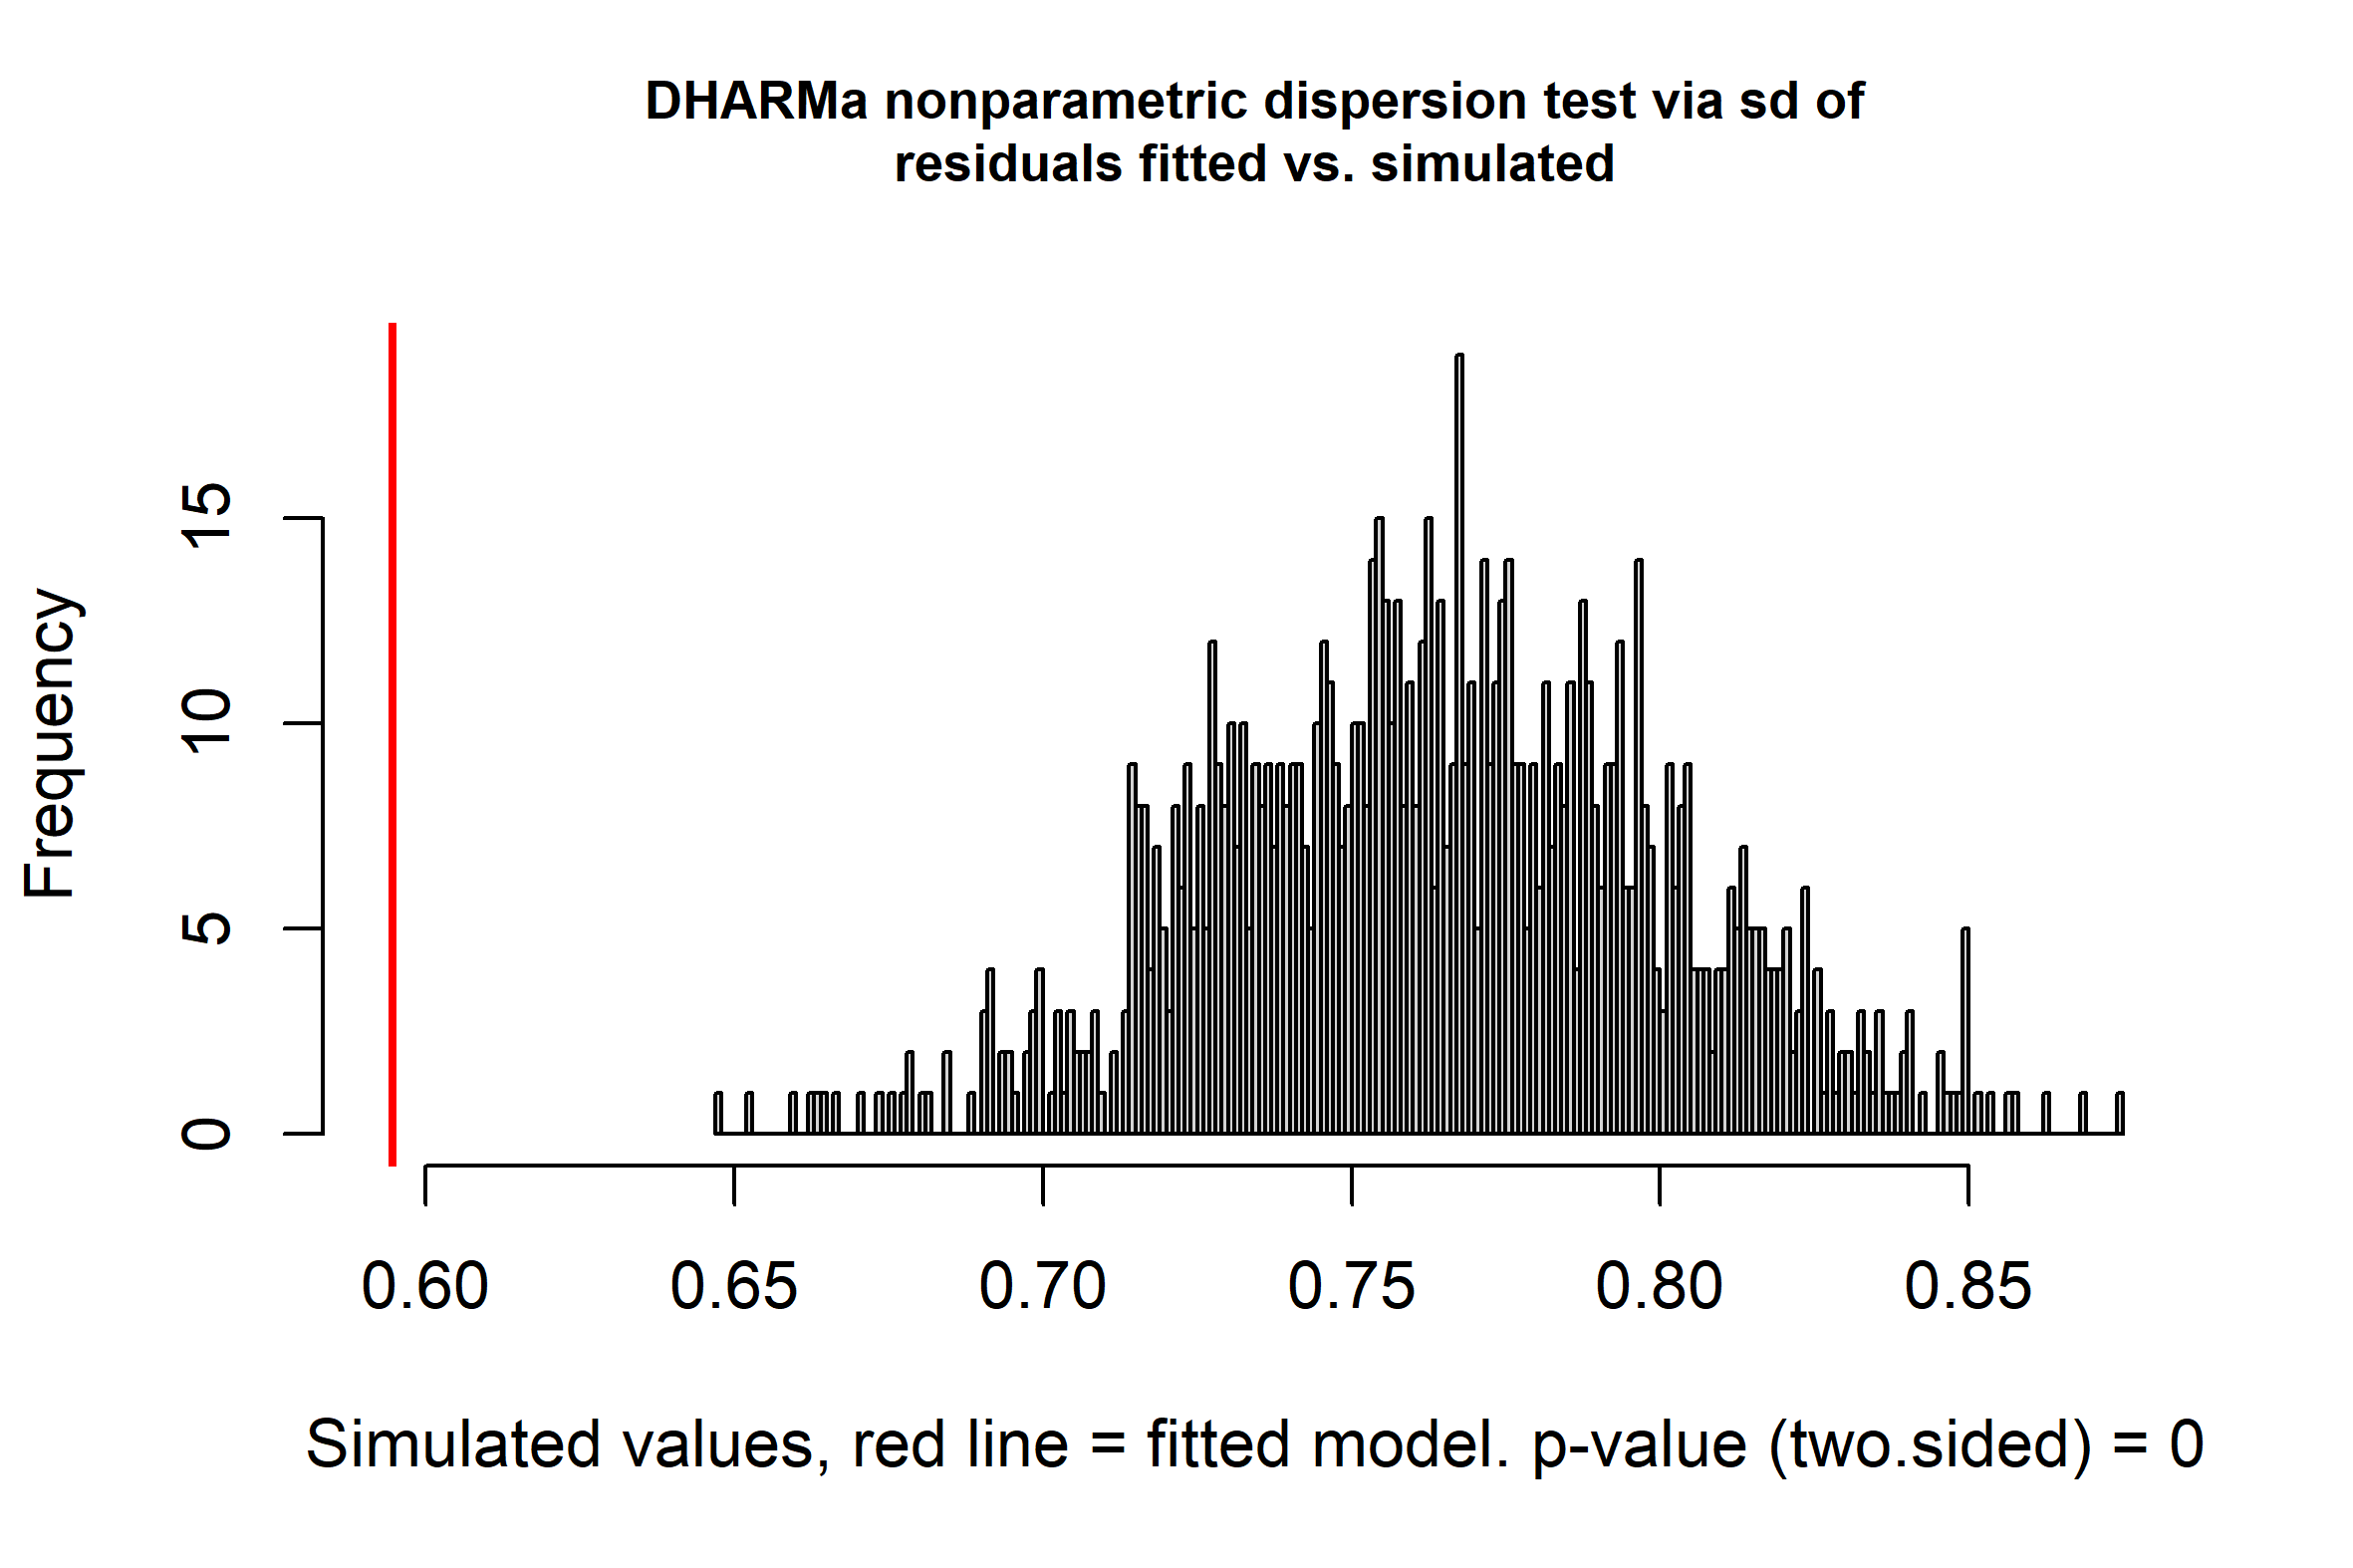 DHARMa nonparametric dispersion test via sd of
residuals fitted vs. simulated
Frequency
15
10
5
0
0.60 0.65 0.70 0.75 0.80 0.85
Simulated values, red line = fitted model. p-value (two.sided) = 0